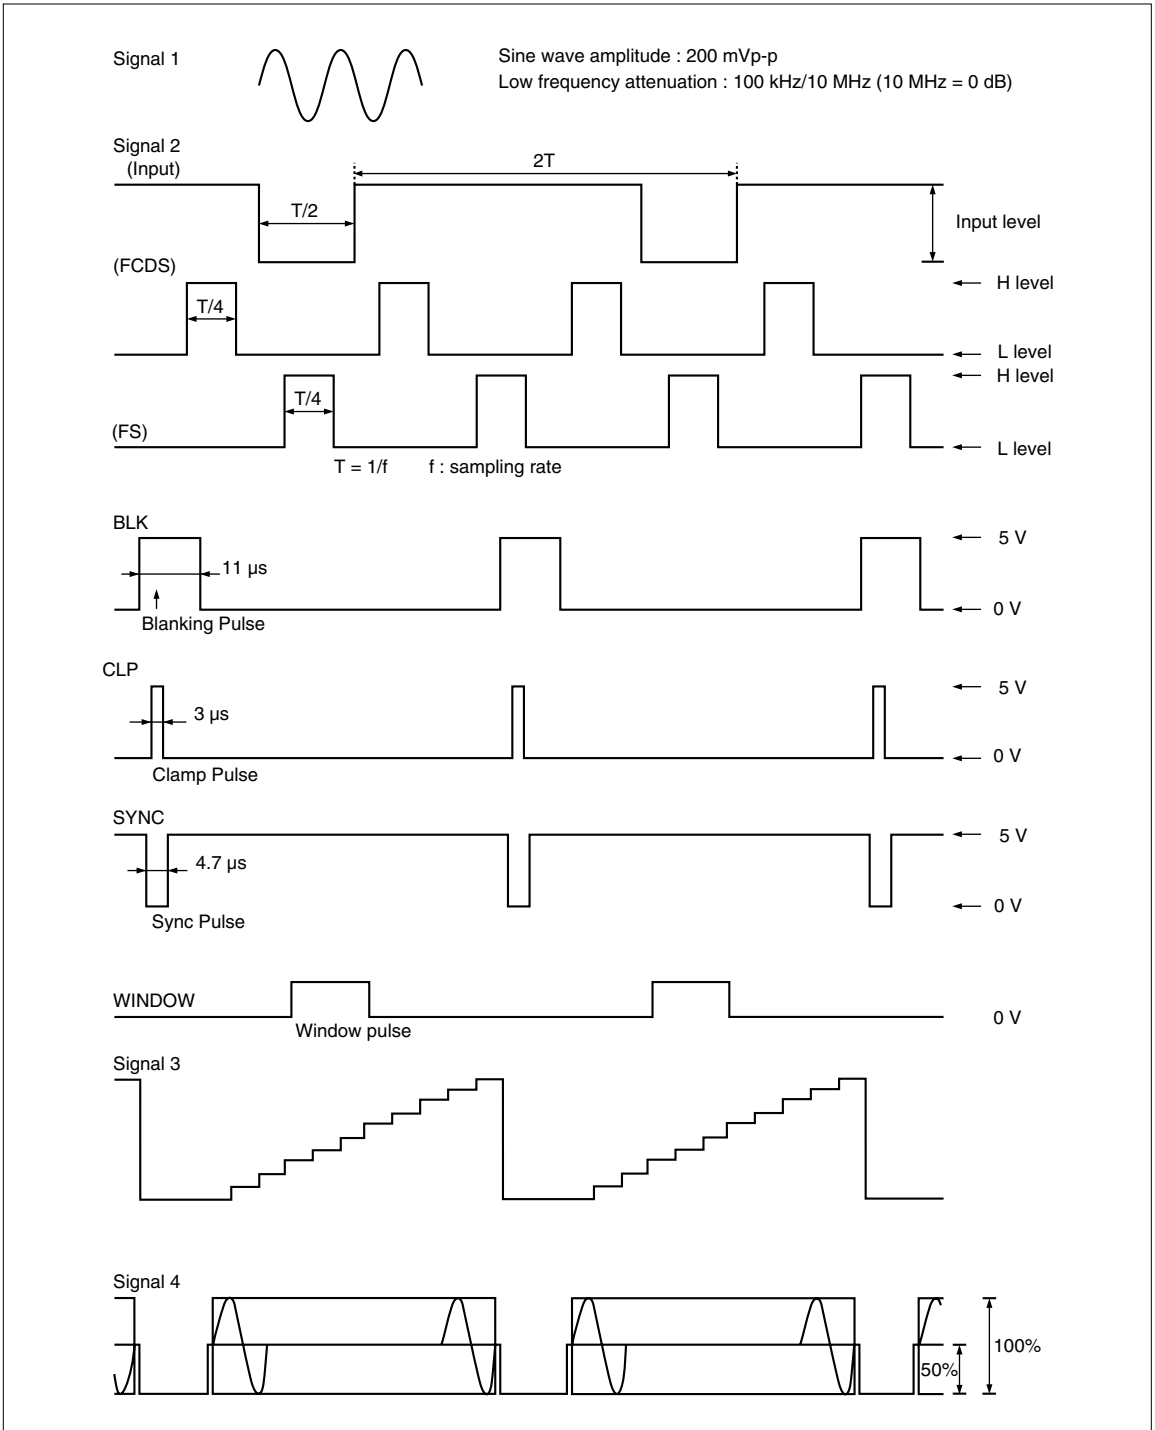 Signal 1
Sine wave amplitude : 200 mVp-p
Low frequency attenuation : 100 kHz/10 MHz (10 MHz = 0 dB)
Signal 2
(Input)
2T
T/2
Input level
(FCDS)
H level
T/4
L level
H level
T/4
(FS)
L level
T = 1/f f : sampling rate
BLK
5 V
11 µs
0 V
Blanking Pulse
CLP
5 V
3 µs
0 V
Clamp Pulse
SYNC
5 V
4.7 µs
0 V
Sync Pulse
WINDOW
0 V
Window pulse
Signal 3
Signal 4
100%
50%